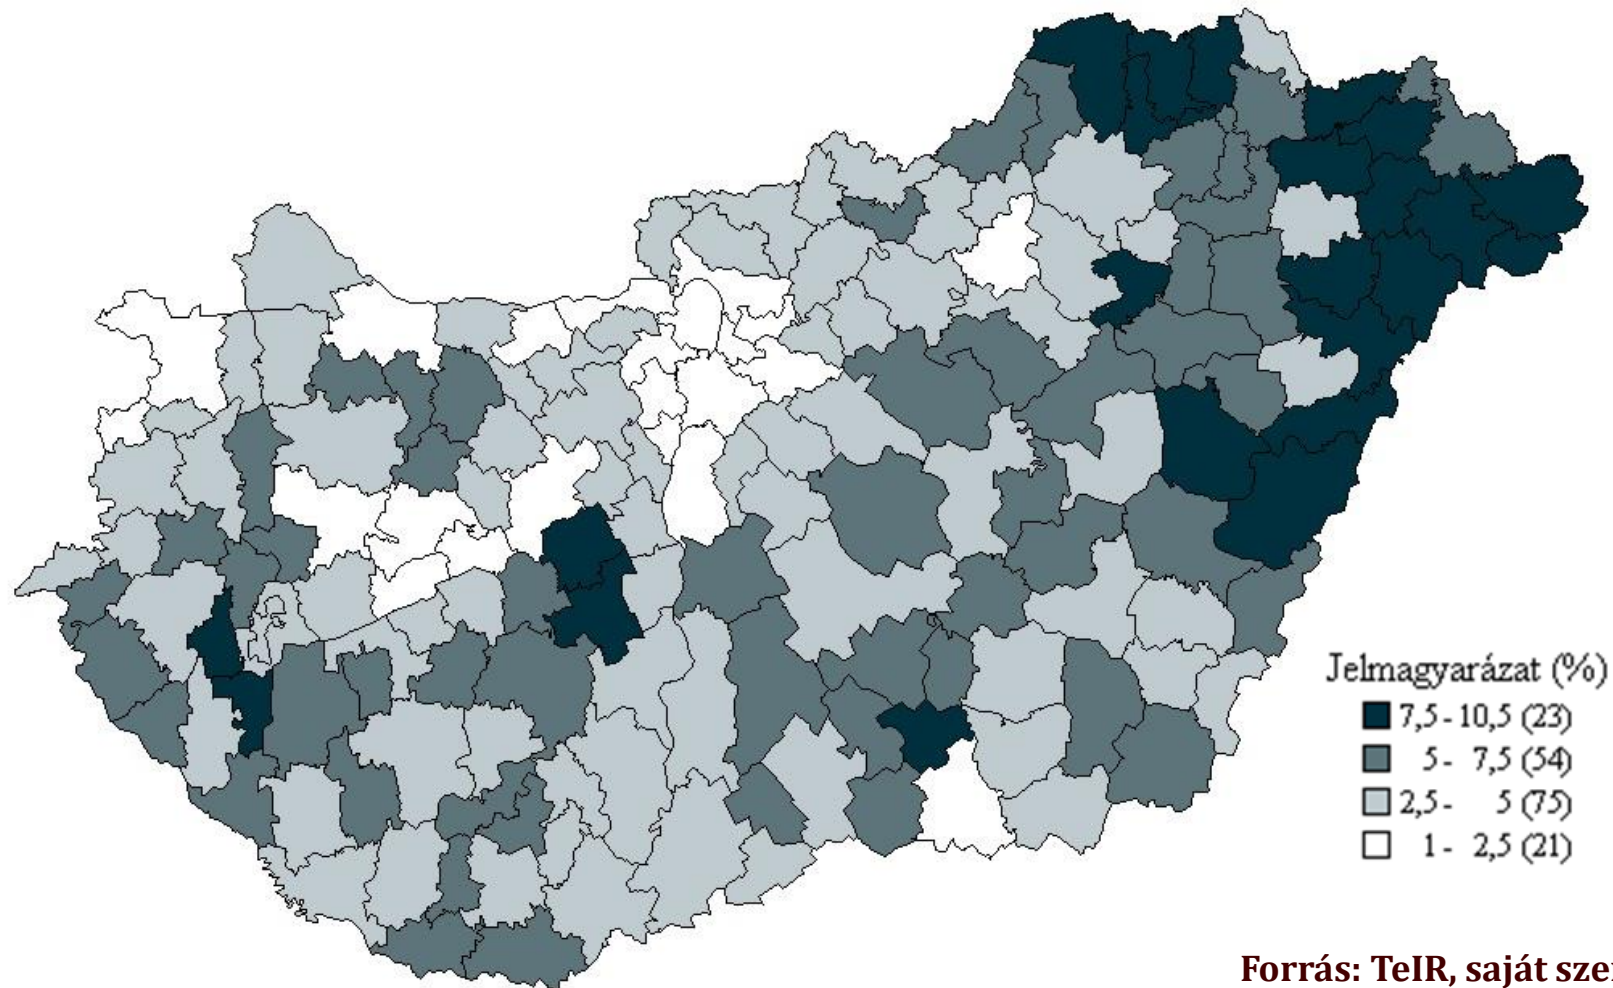 Jelmagyarázat (%)
7,5 - 10,5 (23)
5 - 7,5 (54)
2,5 - 5 (75)
1 - 2,5 (21)
Forrás: TeIR, saját